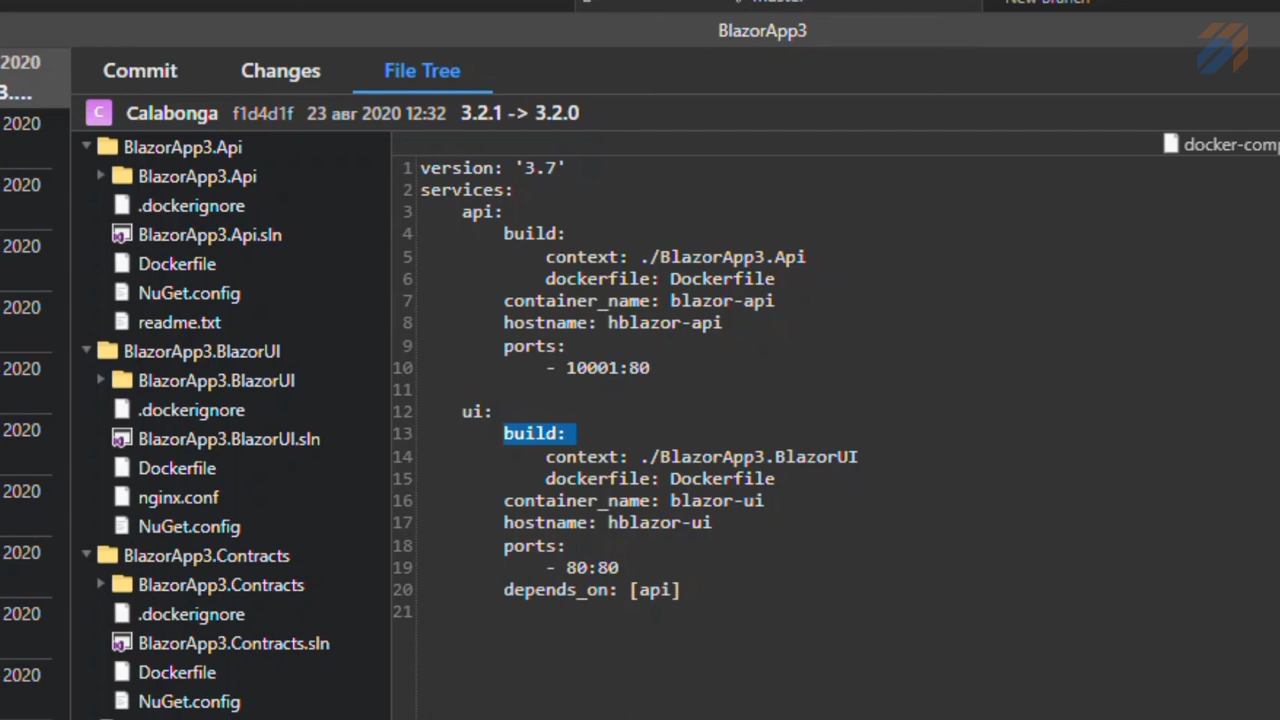 master
New Branch
BlazorApp3
2020
3....
2020
2020
2020
2020
2020
2020
2020
2020
2020
2020
Commit
Changes
File Tree
C
Calabonga
f1d4d1f
23 авг 2020 12:32
3.2.1 -> 3.2.0
BlazorApp3.Api
BlazorApp3.Api
.dockerignore
BlazorApp3.Api.sln
Dockerfile
NuGet.config
readme.txt
BlazorApp3.BlazorUI
BlazorApp3.BlazorUI
.dockerignore
BlazorApp3.BlazorUI.sln
Dockerfile
nginx.conf
NuGet.config
BlazorApp3.Contracts
BlazorApp3.Contracts
.dockerignore
BlazorApp3.Contracts.sln
Dockerfile
NuGet.config
docker-comp
1 version: '3.7'
2 services:
3 api:
4 build:
5 context: ./BlazorApp3.Api
6 dockerfile: Dockerfile
7 container_name: blazor-api
8 hostname: hblazor-api
9 ports:
10 - 10001:80
11
12 ui:
13 build:
14 context: ./BlazorApp3.BlazorUI
15 dockerfile: Dockerfile
16 container_name: blazor-ui
17 hostname: hblazor-ui
18 ports:
19 - 80:80
20 depends_on: [api]
21